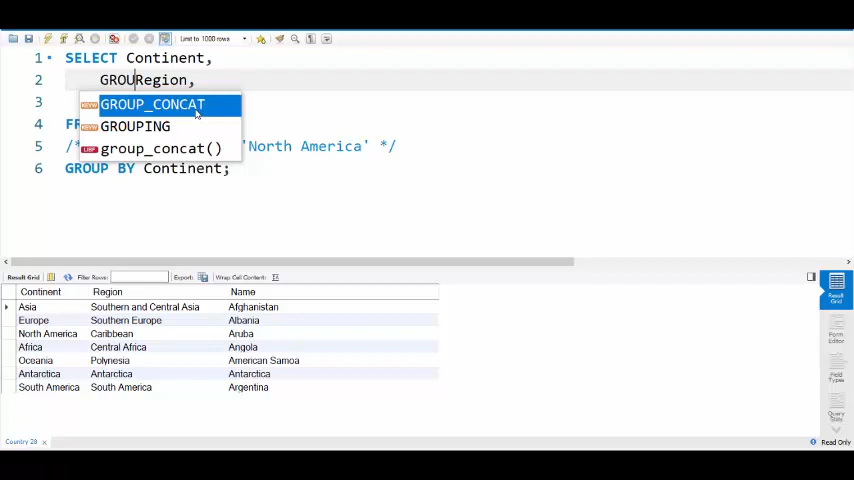 Limit to 1000 rows
1 SELECT Continent,
2 GROURegion,
3
GROUP_CONCAT
GROUPING
group_concat()
4 F
5 /* 'North America' */
6 GROUP BY Continent;
Result Grid Filter Rows: Export: Wrap Cell Content:
Continent Region Name
Asia Southern and Central Asia Afghanistan
Europe Southern Europe Albania
North America Caribbean Aruba
Africa Central Africa Angola
Oceania Polynesia American Samoa
Antarctica Antarctica Antarctica
South America South America Argentina
Result
Grid
Form
Editor
Field
Types
Query
Stats
Country 28 x
Read Only